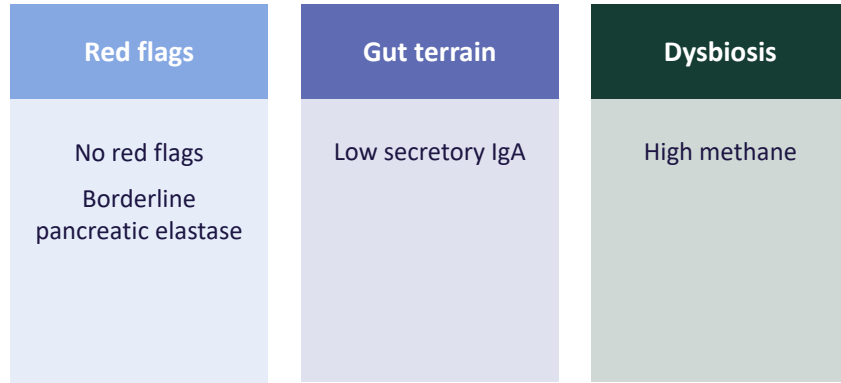 Red flags
No red flags
Borderline
pancreatic elastase
Gut terrain
Low secretory IgA
Dysbiosis
High methane